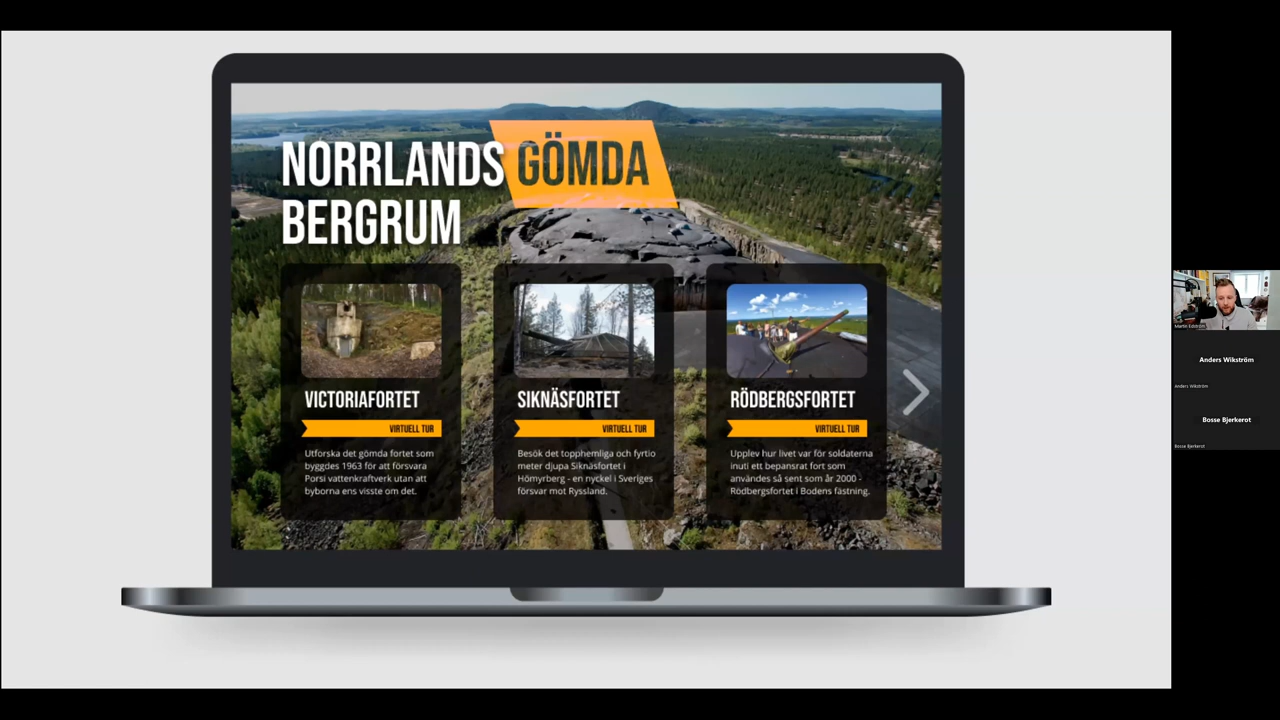 NORRLANDS GÖMDA
BERGRUM
VICTORIAFORTET
VIRTUELL TUR
Utforska det gömda fortet som
byggdes 1963 för att försvara
Porsi vattenkraftverk utan att
byborna ens visste om det.
SIKNÄSFORTET
VIRTUELL TUR
Besök det topphemliga och fyrtio
meter djupa Siknäsfortet i
Hömyrberg - en nyckel i Sveriges
försvar mot Ryssland.
RÖDBERGSFORTET
VIRTUELL TUR
Upplev hur livet var för soldaterna
inuti ett bepansrat fort som
användes så sent som år 2000 -
Rödbergsfortet i Bodens fästning.
Martin Edström
Anders Wikström
Anders Wikström
Bosse Bjerkerot
Bosse Bjerkerot